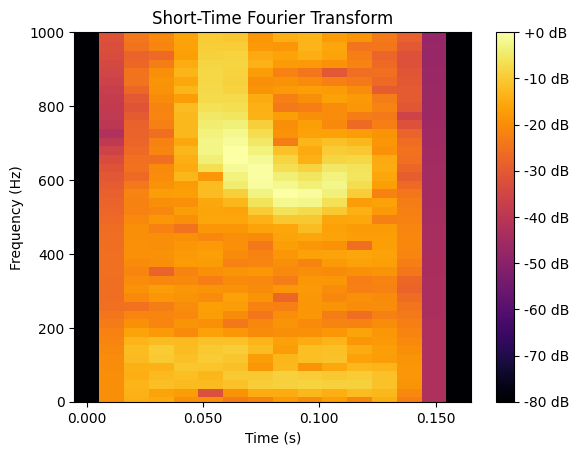 Short-Time Fourier Transform
1000
800
600
400
200
0
Frequency (Hz)
0.000
0.050
0.100
0.150
Time (s)
+0 dB
-10 dB
-20 dB
-30 dB
-40 dB
-50 dB
-60 dB
-70 dB
-80 dB